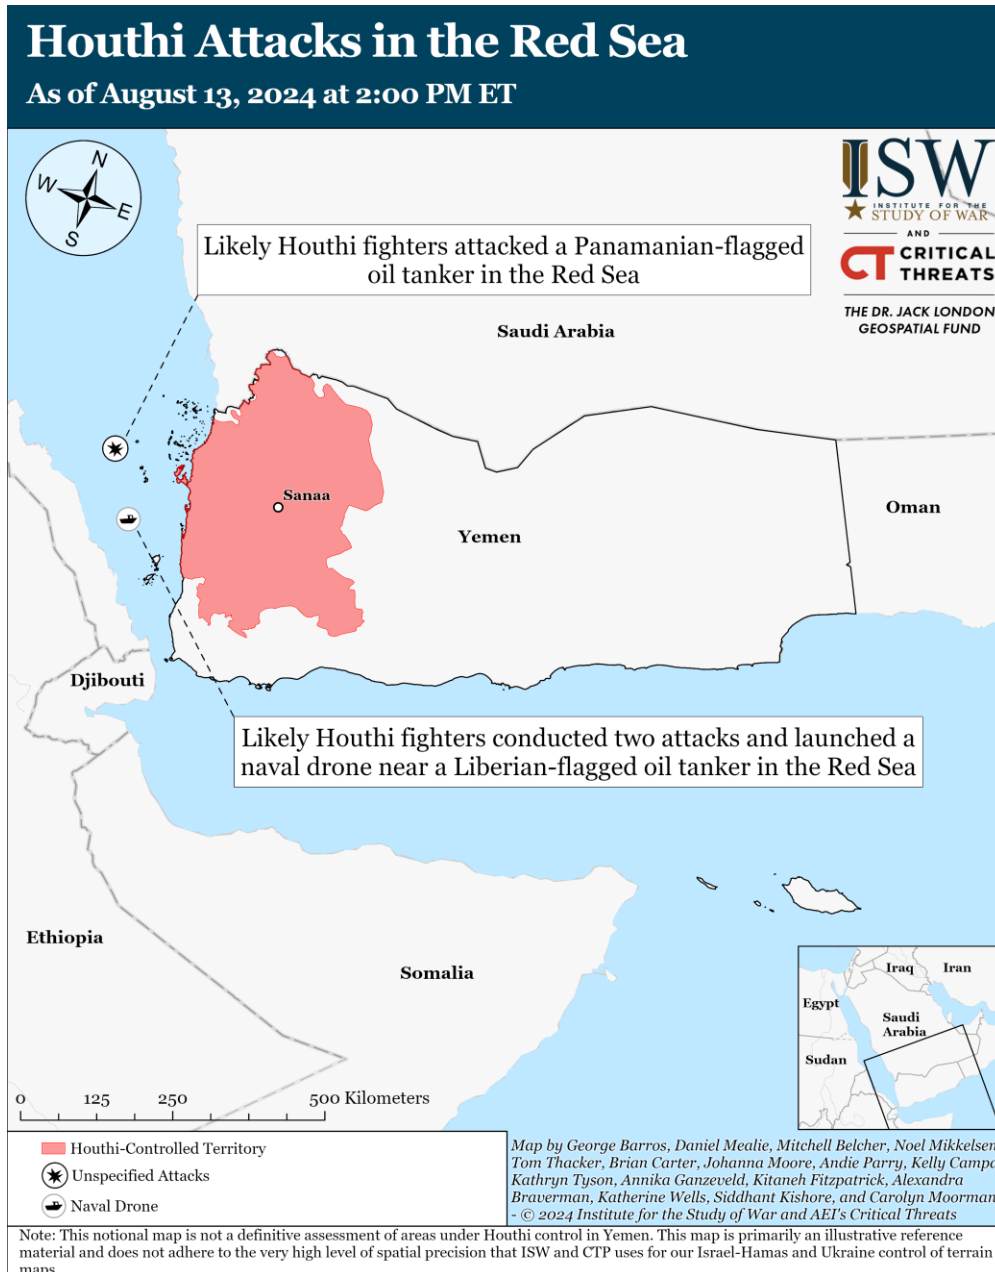 Houthi Attacks in the Red Sea
As of August 13, 2024 at 2:00 PM ET
N
W
E
S
ISW
INSTITUTE FOR THE
STUDY OF WAR
AND
CT CRITICAL
THREATS
THE DR. JACK LONDON
GEOSPATIAL FUND
Likely Houthi fighters attacked a Panamanian-flagged
oil tanker in the Red Sea
Saudi Arabia
Sanaa
Yemen
Oman
Djibouti
Likely Houthi fighters conducted two attacks and launched a
naval drone near a Liberian-flagged oil tanker in the Red Sea
Ethiopia
Somalia
Iraq
Iran
Egypt
Saudi
Arabia
Sudan
0 125 250 500 Kilometers
Houthi-Controlled Territory
Unspecified Attacks
Naval Drone
Map by George Barros, Daniel Mealie, Mitchell Belcher, Noel Mikkelsen
Tom Thacker, Brian Carter, Johanna Moore, Andie Parry, Kelly Campa
Kathryn Tyson, Annika Ganzeveld, Kitaneh Fitzpatrick, Alexandra
Braverman, Katherine Wells, Siddhant Kishore, and Carolyn Moorman
- © 2024 Institute for the Study of War and AEI's Critical Threats
Note: This notional map is not a definitive assessment of areas under Houthi control in Yemen. This map is primarily an illustrative reference
material and does not adhere to the very high level of spatial precision that ISW and CTP uses for our Israel-Hamas and Ukraine control of terrain
maps